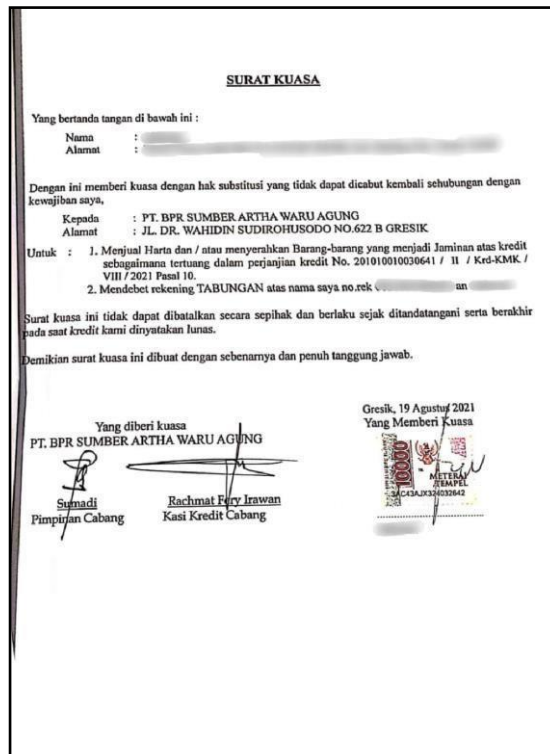 SURAT KUASA
Yang bertanda tangan di bawah ini :
Nama :
Alamat :
Dengan ini memberi kuasa dengan hak substitusi yang tidak dapat dicabut kembali sehubungan dengan
kewajiban saya,
Kepada : PT. BPR SUMBER ARTHA WARU AGUNG
Alamat : JL. DR. WAHIDIN SUDIROHUSODO NO.622 B GRESIK
Untuk : 1. Menjual Harta dan / atau menyerahkan Barang-barang yang menjadi Jaminan atas kredit
sebagaimana tertuang dalam perjanjian kredit No. 201010010030641 / II / Krd-KMK /
VIII / 2021 Pasal 10.
2. Mendebet rekening TABUNGAN atas nama saya no.rek an
Surat kuasa ini tidak dapat dibatalkan secara sepihak dan berlaku sejak ditandatangani serta berakhir
pada saat kredit kami dinyatakan lunas.
Demikian surat kuasa ini dibuat dengan sebenarnya dan penuh tanggung jawab.
Gresik, 19 Agustus 2021
Yang diberi kuasa
Yang Memberi Kuasa
PT. BPR SUMBER ARTHA WARU AGUNG
10000
METERAI
TEMPEL
Sumadi
Rachmat Fery Irawan
Pimpinan Cabang
Kasi Kredit Cabang